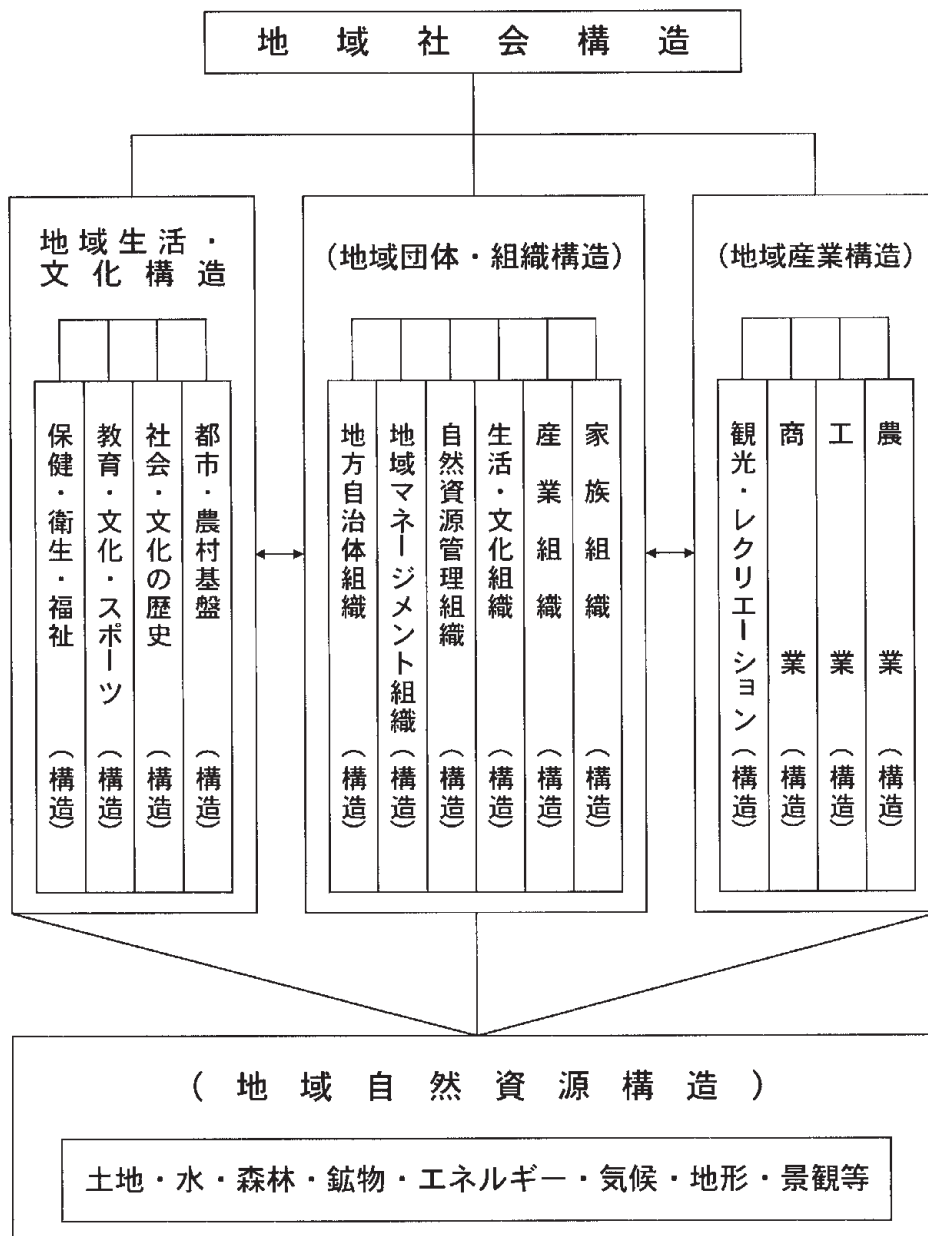 地域社会構造
地域生活・
文化構造
保健・衛生・福祉（構造）
教育・文化・スポーツ（構造）
社会・文化の歴史（構造）
都市・農村基盤（構造）
（地域団体・組織構造）
地方自治体組織（構造）
地域マネージメント組織（構造）
自然資源管理組織（構造）
生活・文化組織（構造）
産業組織（構造）
家族組織（構造）
（地域産業構造）
観光・レクリエーション（構造）
商業（構造）
工業（構造）
農業（構造）
（地域自然資源構造）
土地・水・森林・鉱物・エネルギー・気候・地形・景観等